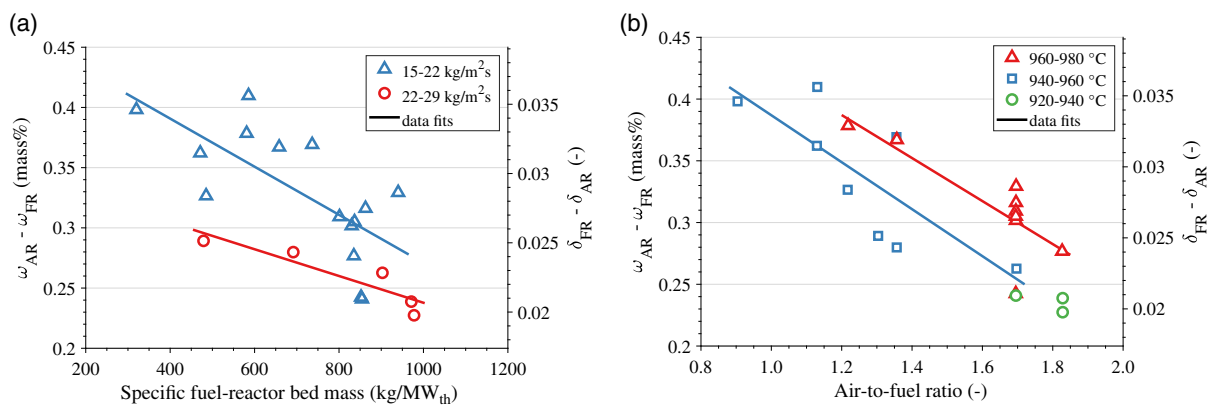 (a)
0.45
0.4
0.35
0.3
0.25
0.2
ω_AR - ω_FR (mass%)
200 400 600 800 1000 1200
Specific fuel-reactor bed mass (kg/MW_th)
0.035
0.03
0.025
0.02
δ_FR - δ_AR (-)
15-22 kg/m²s
22-29 kg/m²s
data fits
(b)
0.45
0.4
0.35
0.3
0.25
0.2
ω_AR - ω_FR (mass%)
0.8 1.0 1.2 1.4 1.6 1.8 2.0
Air-to-fuel ratio (-)
0.035
0.03
0.025
0.02
δ_FR - δ_AR (-)
960-980 °C
940-960 °C
920-940 °C
data fits